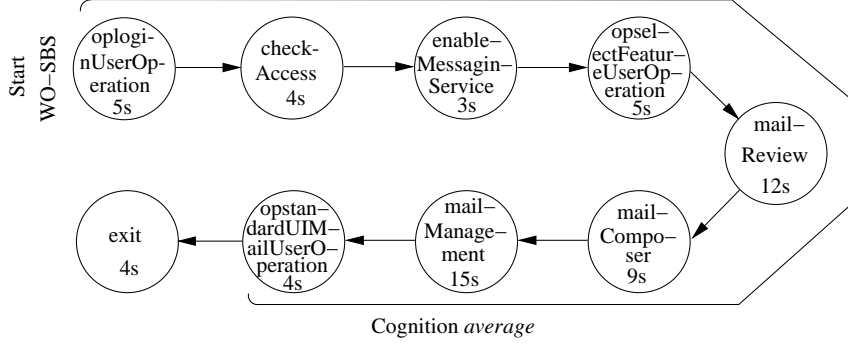 Start
WO–SBS
oplogi–
nUserOp–
eration
5s
check–
Access
4s
enable–
Messagin–
Service
3s
opsel–
ectFeatur–
eUserOp–
eration
5s
mail–
Review
12s
exit
4s
opstan–
dardUIM–
ailUserO–
peration
4s
mail–
Manage–
ment
15s
mail–
Compo–
ser
9s
Cognition average